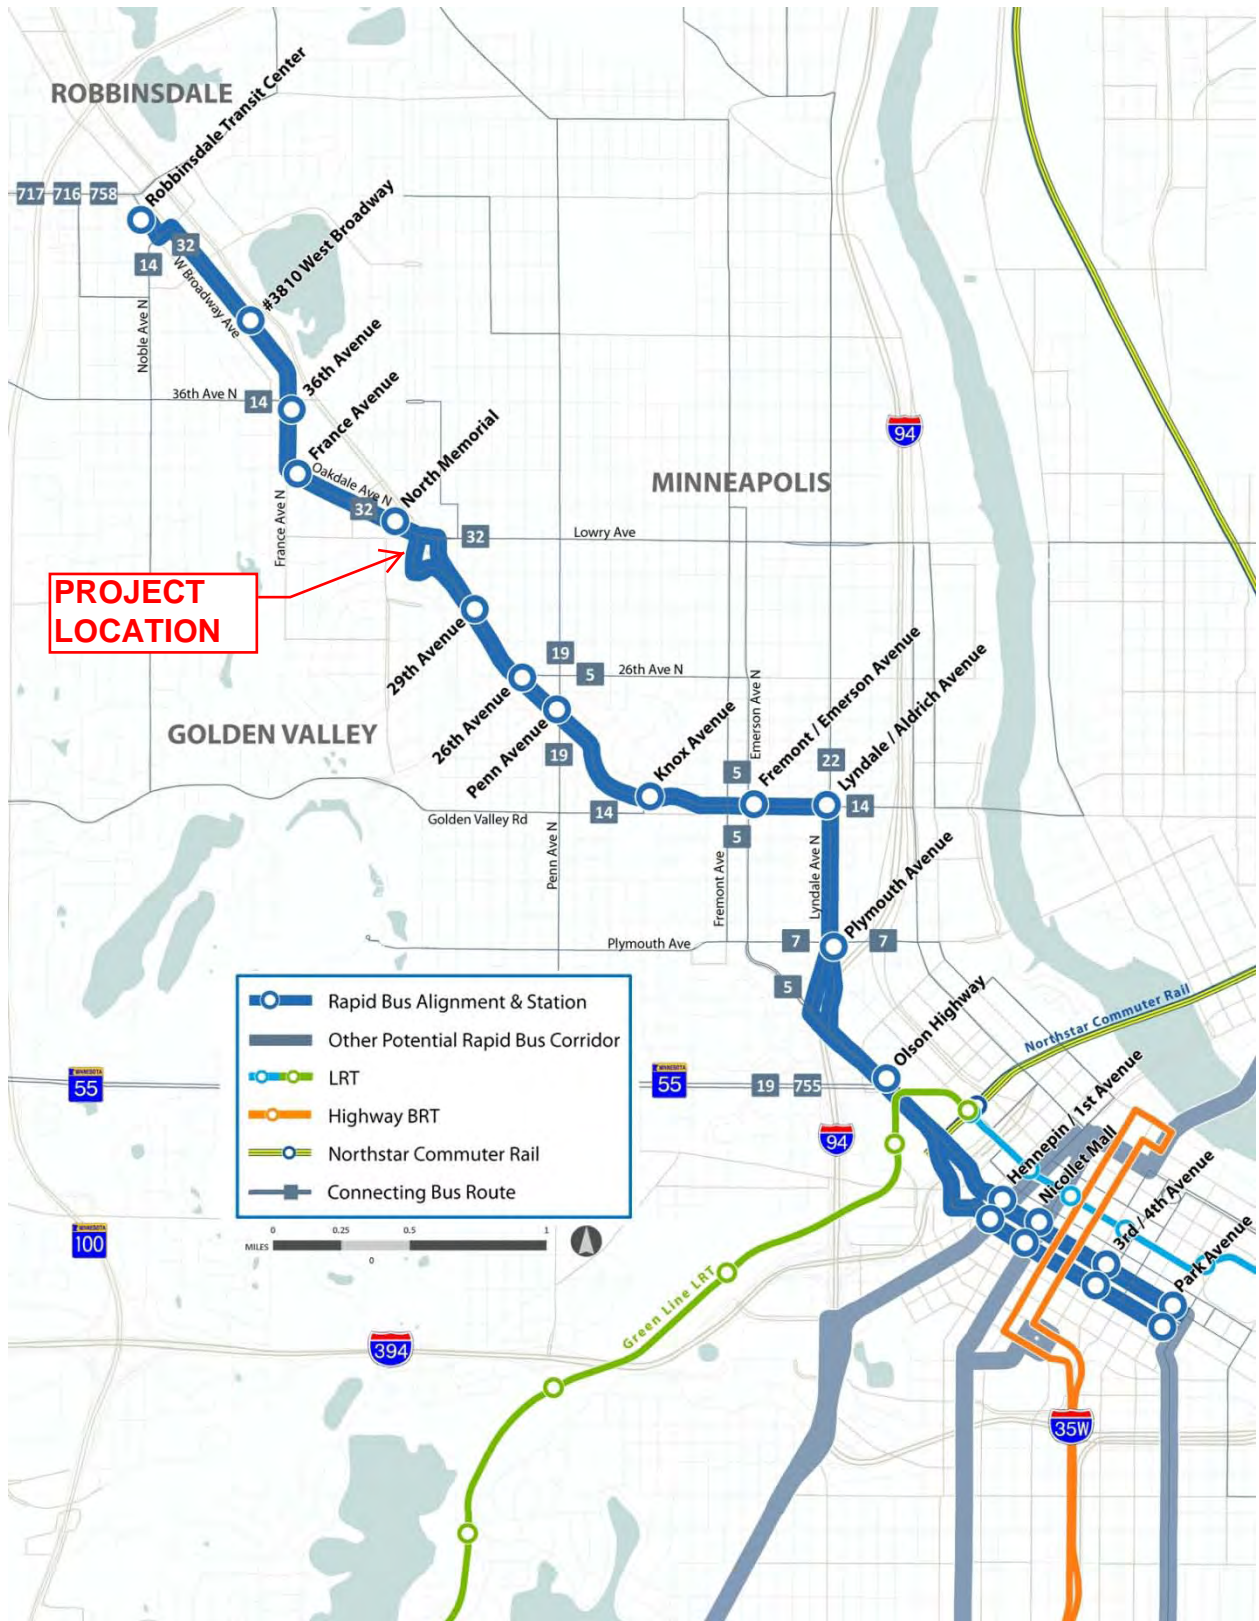 ROBBINSDALE
Robbinsdale Transit Center
717
716
758
32
14
W Broadway Ave
#3810 West Broadway
Noble Ave N
36th Avenue
36th Ave N
14
France Avenue
94
North Memorial
MINNEAPOLIS
Oakdale Ave N
32
France Ave N
32
Lowry Ave
PROJECT
LOCATION
29th Avenue
19
5
26th Ave N
26th Avenue
Emerson Ave N
Fremont / Emerson Avenue
Lyndale / Aldrich Avenue
GOLDEN VALLEY
Penn Avenue
19
Knox Avenue
5
22
14
Golden Valley Rd
14
5
Penn Ave N
Fremont Ave
Lyndale Ave N
Plymouth Avenue
Plymouth Ave
7
7
5
Olson Highway
Northstar Commuter Rail
Rapid Bus Alignment & Station
Other Potential Rapid Bus Corridor
LRT
Highway BRT
Northstar Commuter Rail
Connecting Bus Route
MINNESOTA
55
MINNESOTA
55
19
755
94
Hennepin / 1st Avenue
Nicollet Mall
3rd / 4th Avenue
Park Avenue
MINNESOTA
100
0
0.25
0.5
1
MILES
0
Green Line LRT
394
35W